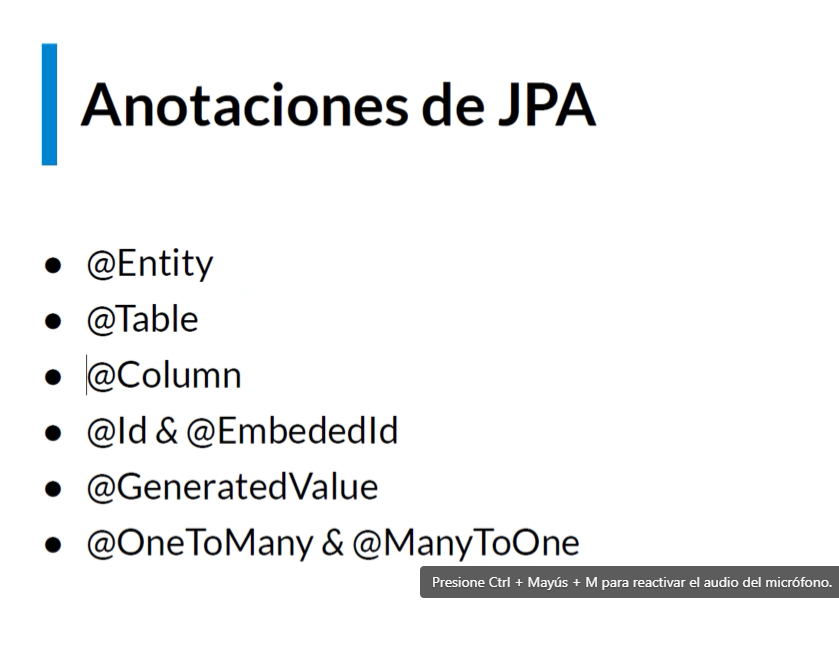 Anotaciones de JPA
● @Entity
● @Table
● @Column
● @Id & @EmbededId
● @GeneratedValue
● @OneToMany & @ManyToOne
Presione Ctrl + Mayús + M para reactivar el audio del micrófono.